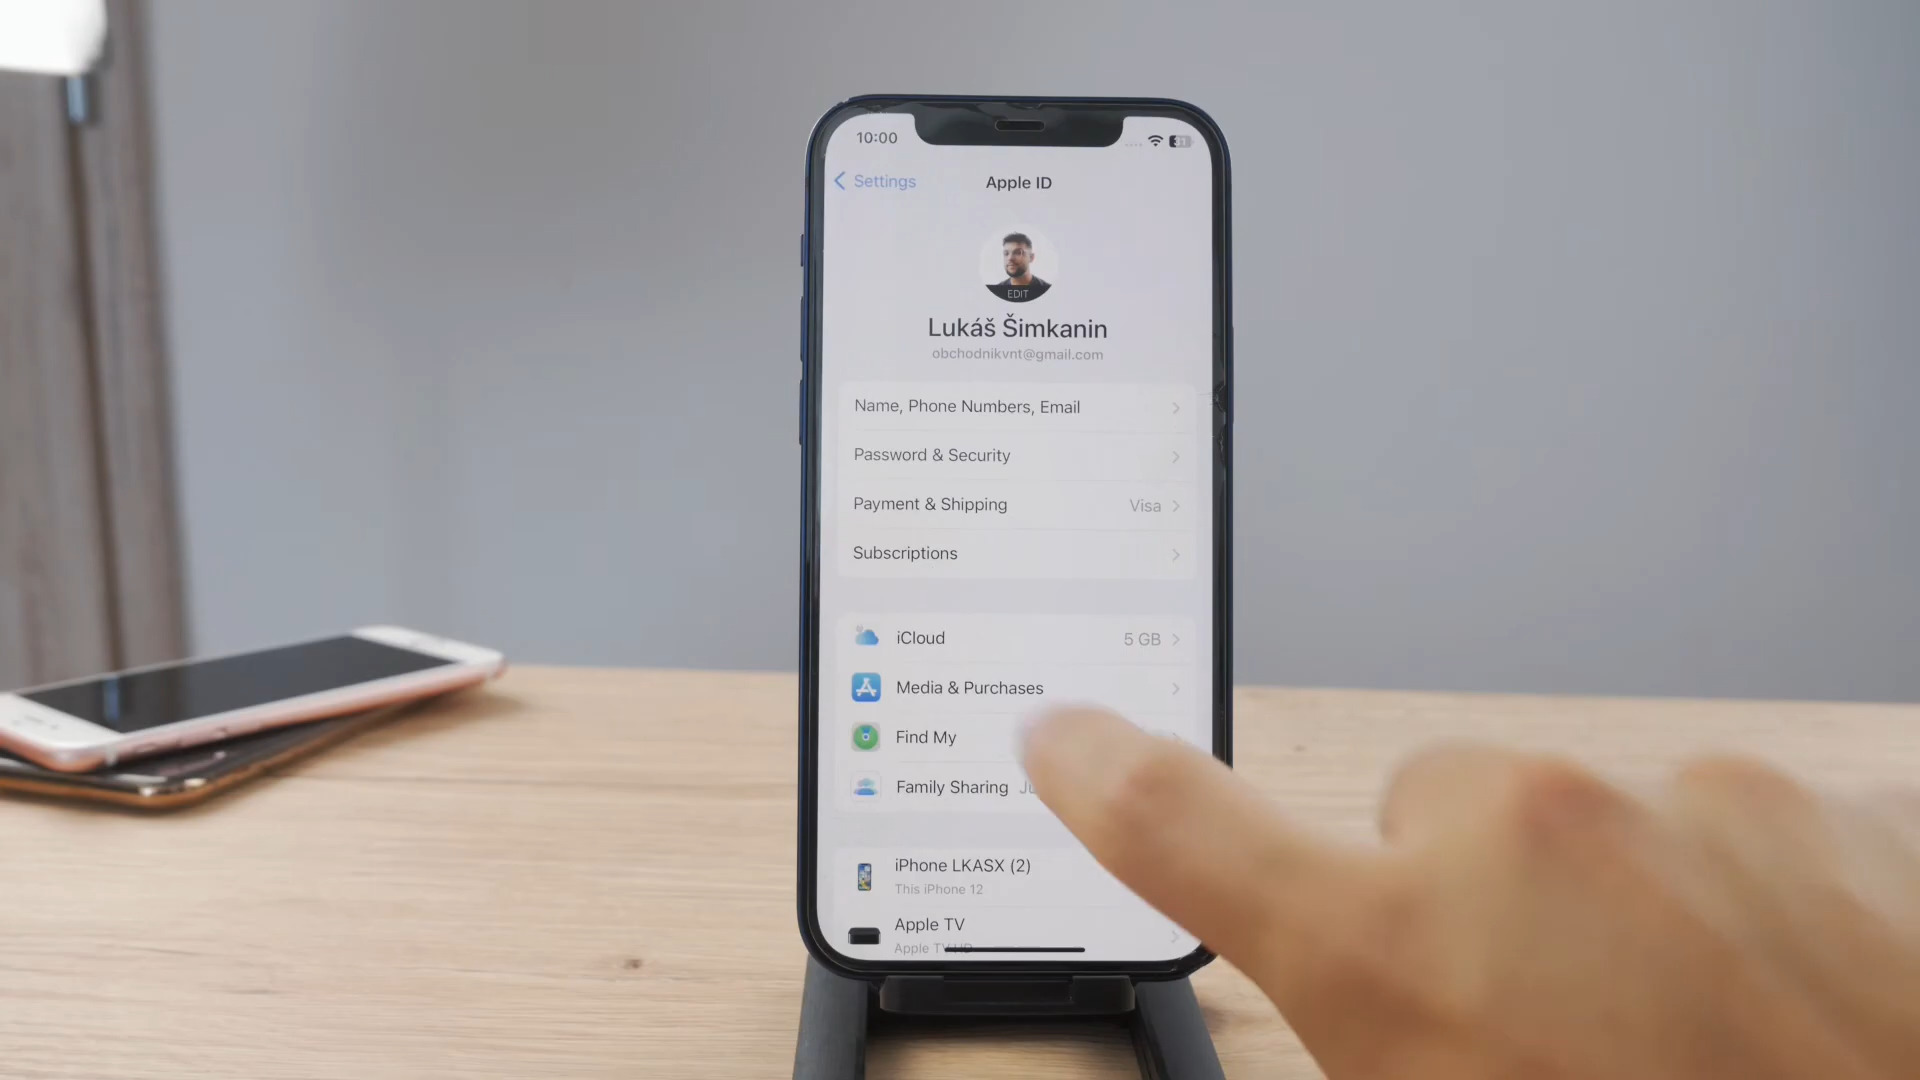 10:00
31
Settings
Apple ID
EDIT
Lukáš Šimkanin
obchodnikvnt@gmail.com
Name, Phone Numbers, Email
Password & Security
Payment & Shipping Visa
Subscriptions
iCloud 5 GB
Media & Purchases
Find My
Family Sharing
iPhone LKASX (2)
This iPhone 12
Apple TV
Apple TV HD